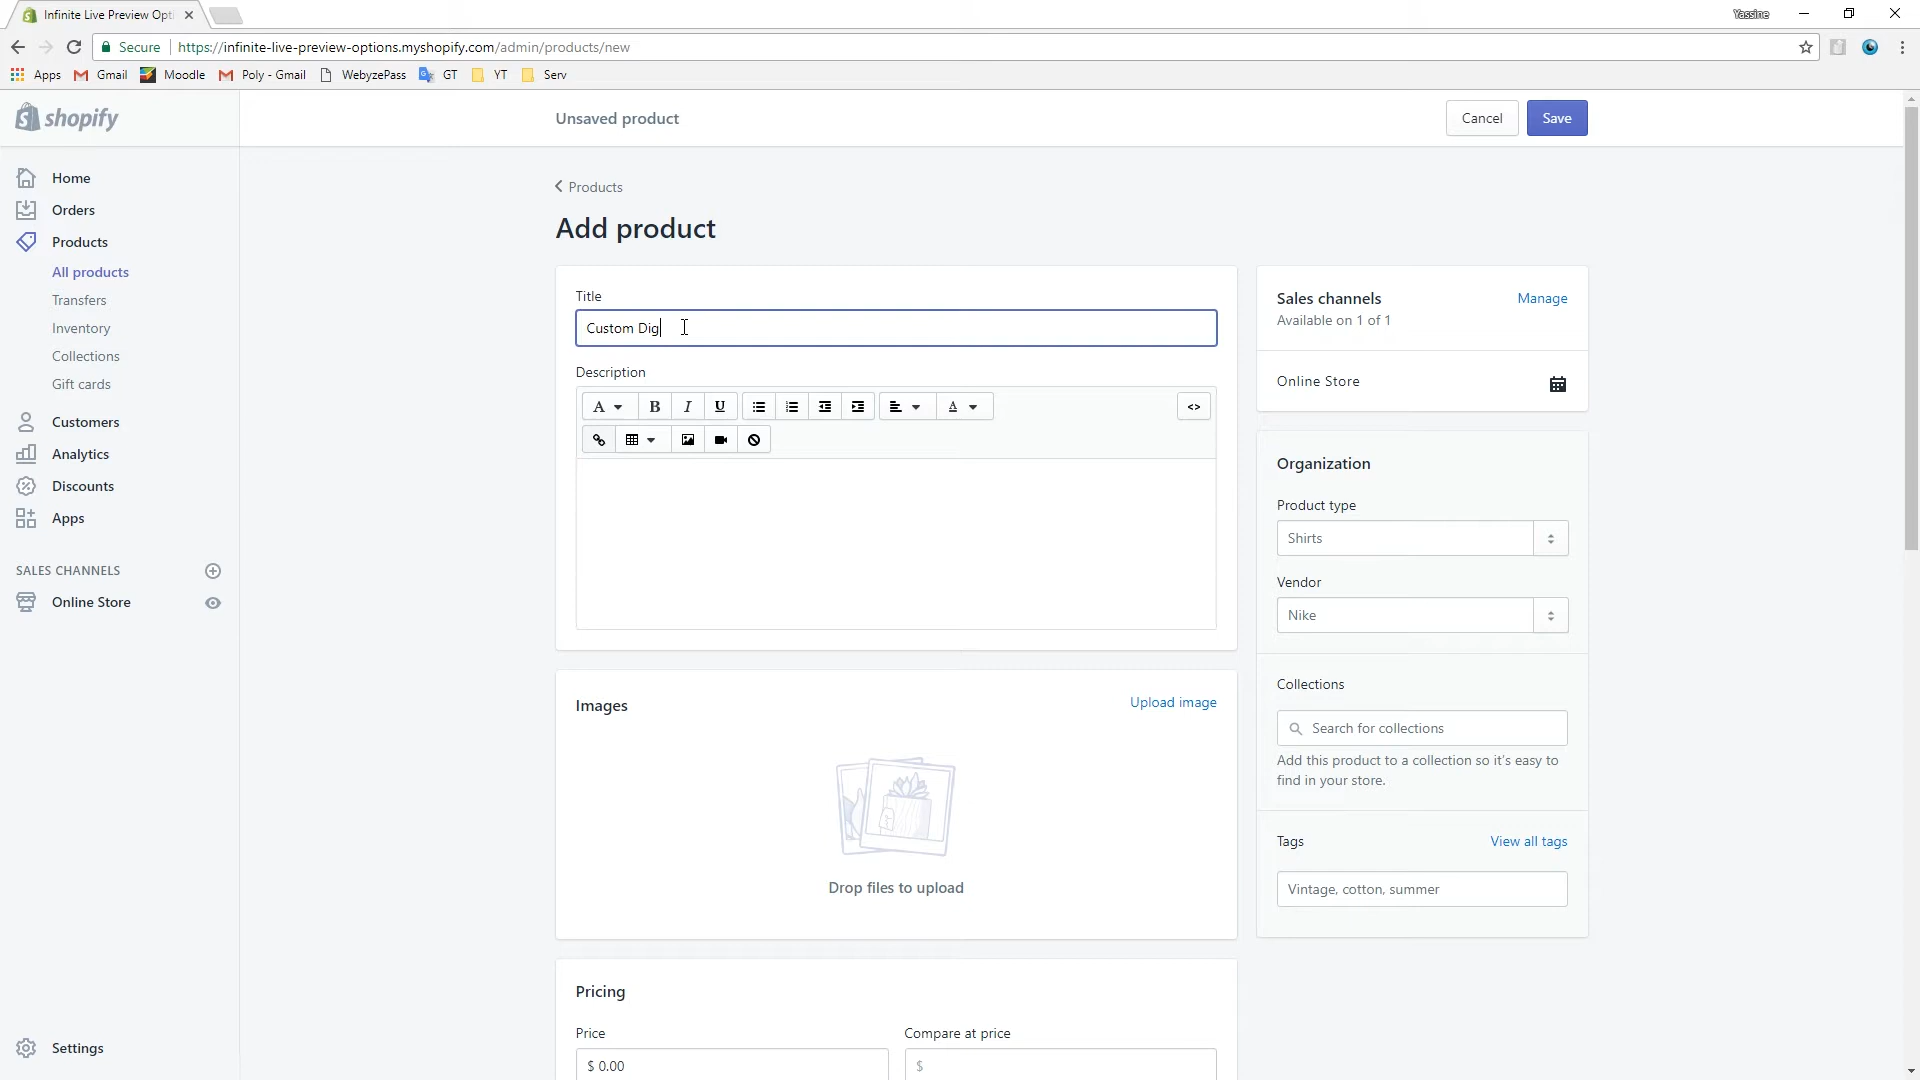 Infinite Live Preview Opt
Yassine
Secure
https://infinite-live-preview-options.myshopify.com/admin/products/new
Apps
Gmail
Moodle
Poly - Gmail
WebyzePass
GT
YT
Serv
shopify
Unsaved product
Cancel
Save
Home
Orders
Products
All products
Transfers
Inventory
Collections
Gift cards
Customers
Analytics
Discounts
Apps
SALES CHANNELS
Online Store
Settings
Products
Add product
Title
Custom Dig
Description
A
B
I
U
A
<>
Images
Upload image
Drop files to upload
Pricing
Price
Compare at price
$ 0.00
$
Sales channels
Manage
Available on 1 of 1
Online Store
Organization
Product type
Shirts
Vendor
Nike
Collections
Search for collections
Add this product to a collection so it's easy to
find in your store.
Tags
View all tags
Vintage, cotton, summer